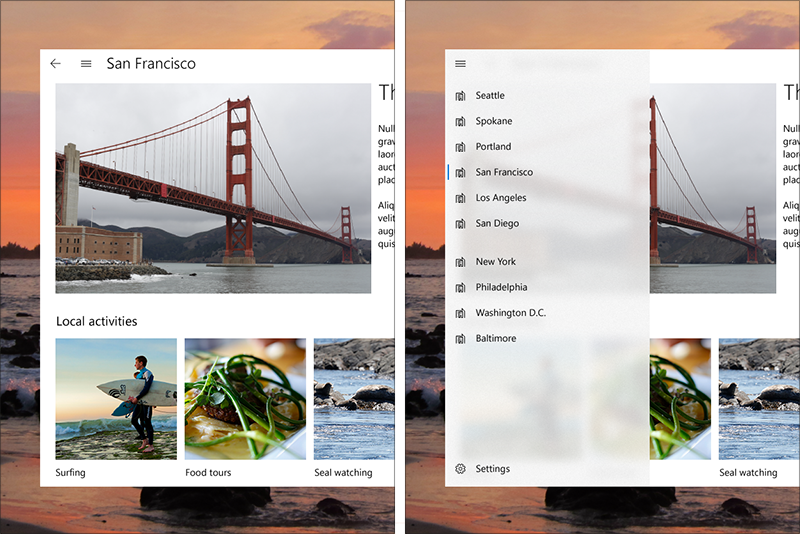 San Francisco
Th
Null
grav
laor
auct
plac
Aliq
velit
augu
quis
Local activities
Surfing
Food tours
Seal watching
Seattle
Spokane
Portland
San Francisco
Los Angeles
San Diego
New York
Philadelphia
Washington D.C.
Baltimore
Settings
Th
Null
grav
laor
auct
plac
Aliq
velit
augu
quis
Seal watching